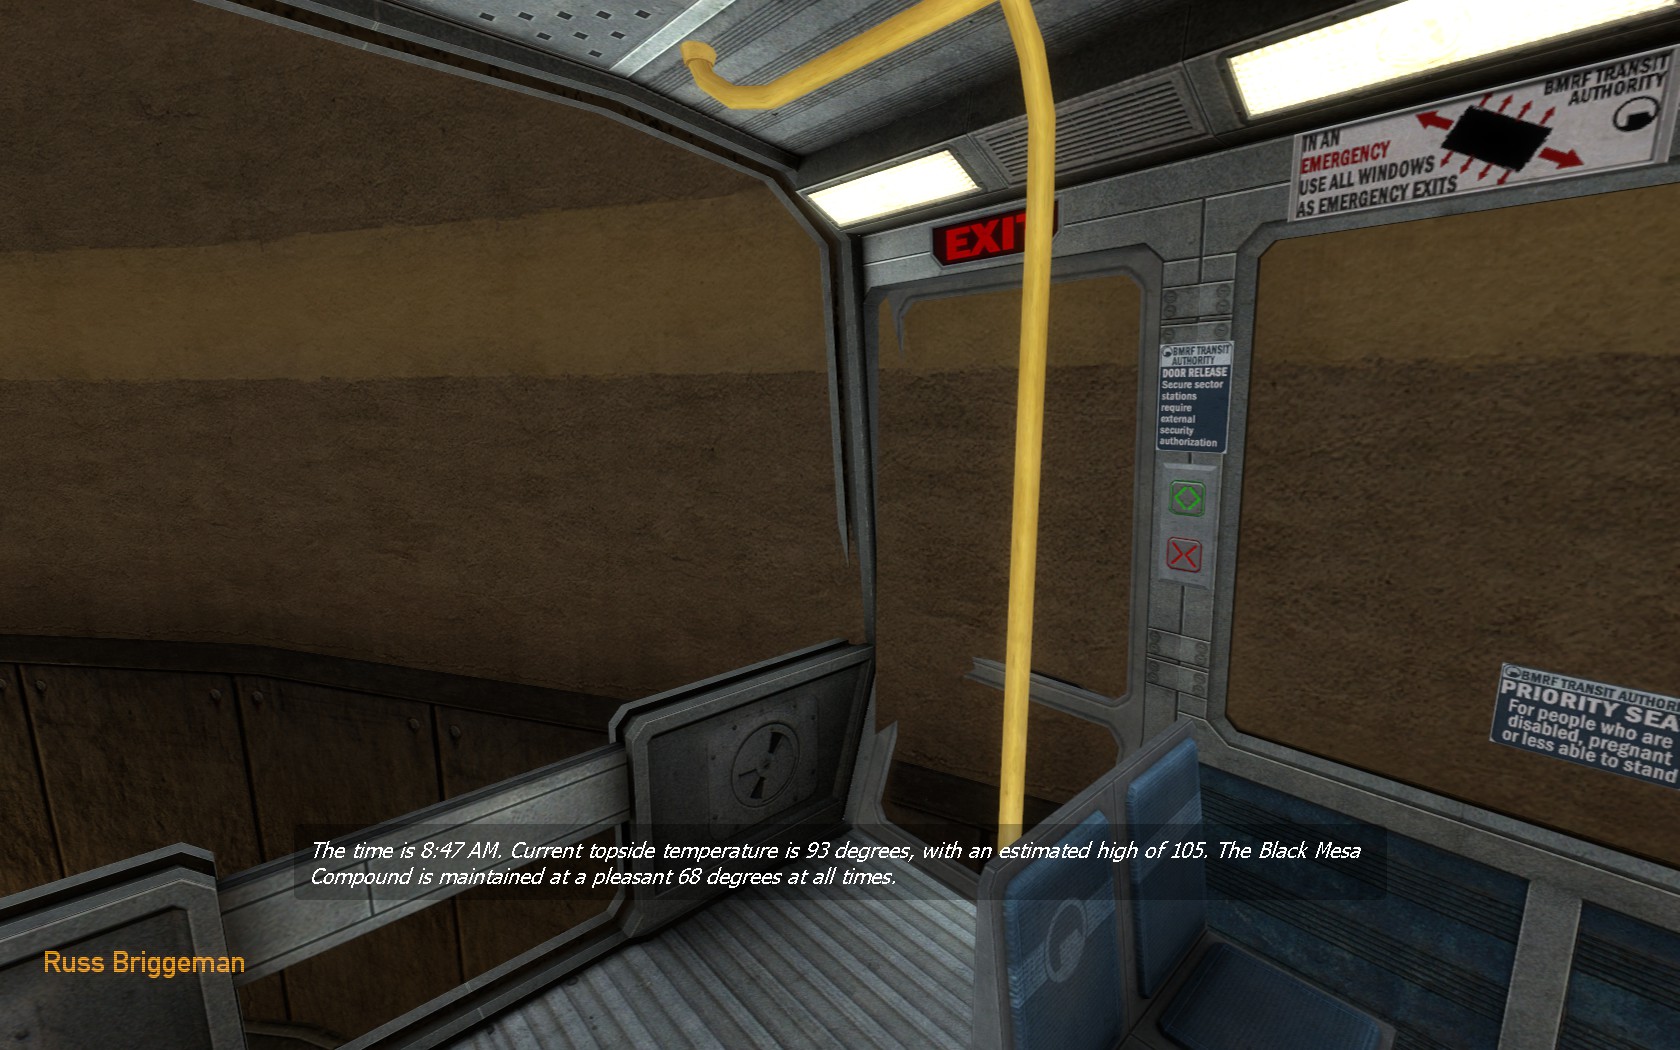 BMRF TRANSIT
AUTHORITY
IN AN
EMERGENCY
USE ALL WINDOWS
AS EMERGENCY EXITS
EXIT
BMRF TRANSIT
AUTHORITY
DOOR RELEASE
Secure sector
stations
require
external
security
authorization
BMRF TRANSIT AUTHORI
PRIORITY SEA
For people who are
disabled, pregnant
or less able to stand
The time is 8:47 AM. Current topside temperature is 93 degrees, with an estimated high of 105. The Black Mesa
Compound is maintained at a pleasant 68 degrees at all times.
Russ Briggeman